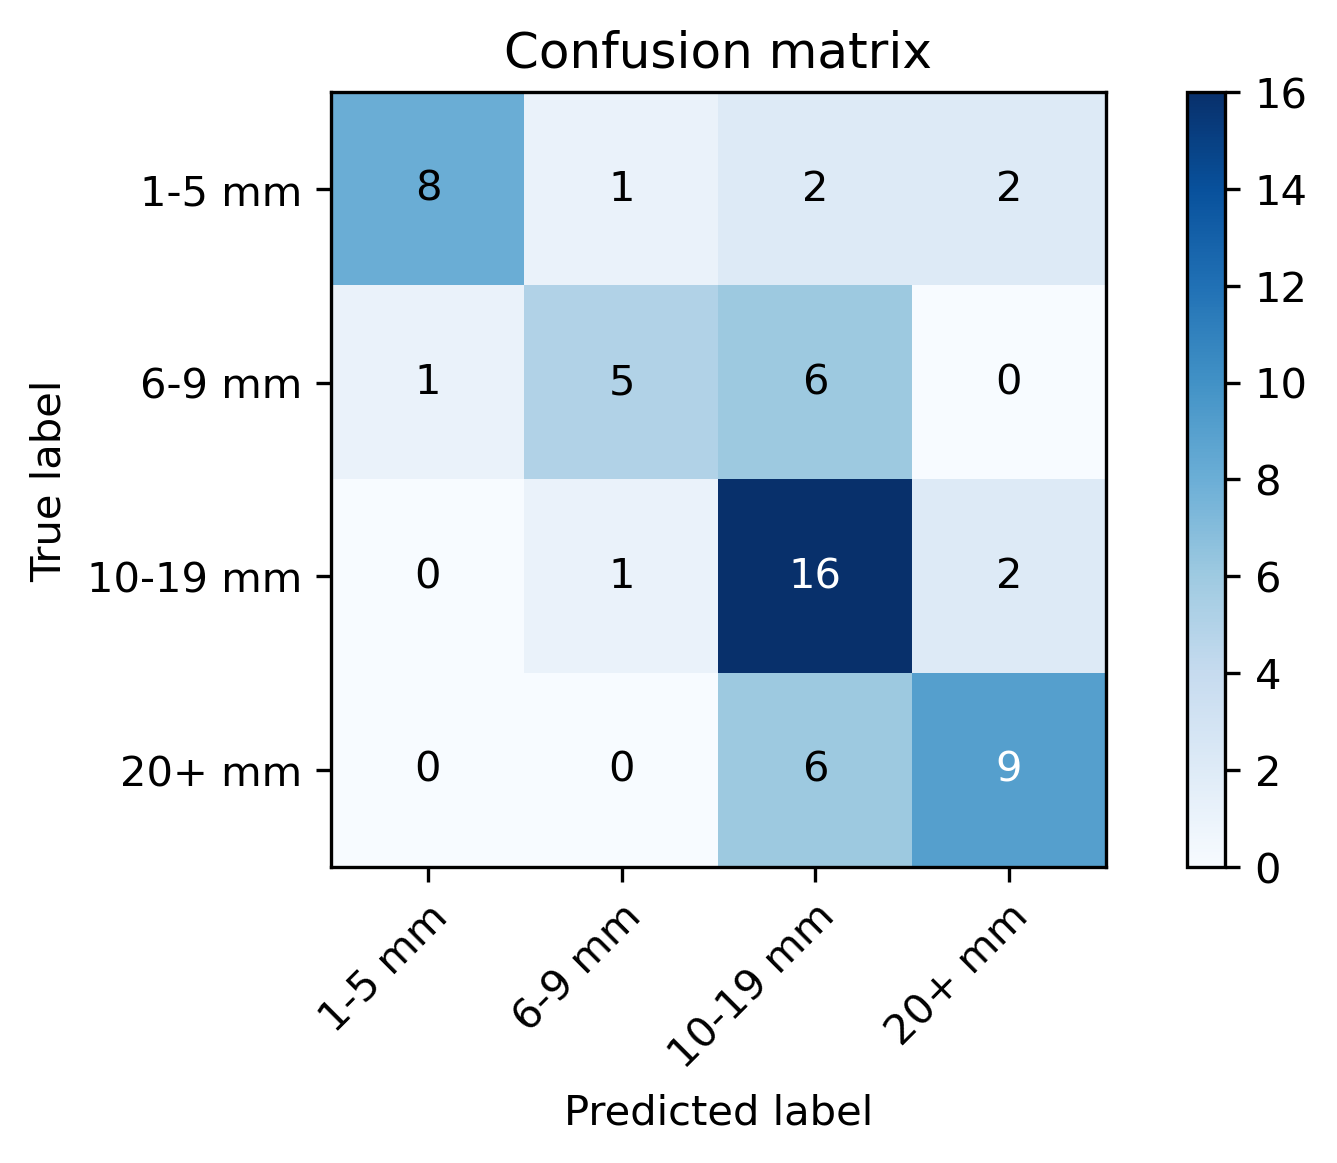 Confusion matrix
1-5 mm 8 1 2 2
6-9 mm 1 5 6 0
10-19 mm 0 1 16 2
20+ mm 0 0 6 9
1-5 mm 6-9 mm 10-19 mm 20+ mm
Predicted label
True label
16
14
12
10
8
6
4
2
0